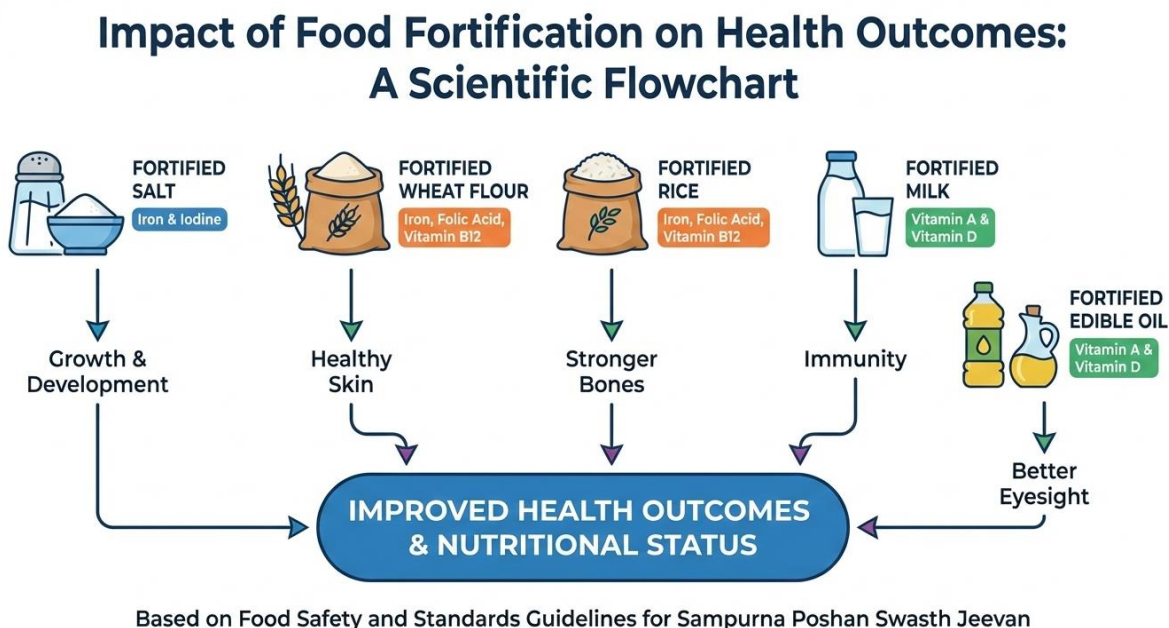 Impact of Food Fortification on Health Outcomes:
A Scientific Flowchart
FORTIFIED
SALT
Iron & Iodine
FORTIFIED
WHEAT FLOUR
Iron, Folic Acid,
Vitamin B12
FORTIFIED
RICE
Iron, Folic Acid,
Vitamin B12
FORTIFIED
MILK
Vitamin A &
Vitamin D
FORTIFIED
EDIBLE OIL
Vitamin A &
Vitamin D
Growth &
Development
Healthy
Skin
Stronger
Bones
Immunity
Better
Eyesight
IMPROVED HEALTH OUTCOMES
& NUTRITIONAL STATUS
Based on Food Safety and Standards Guidelines for Sampurna Poshan Swasth Jeevan